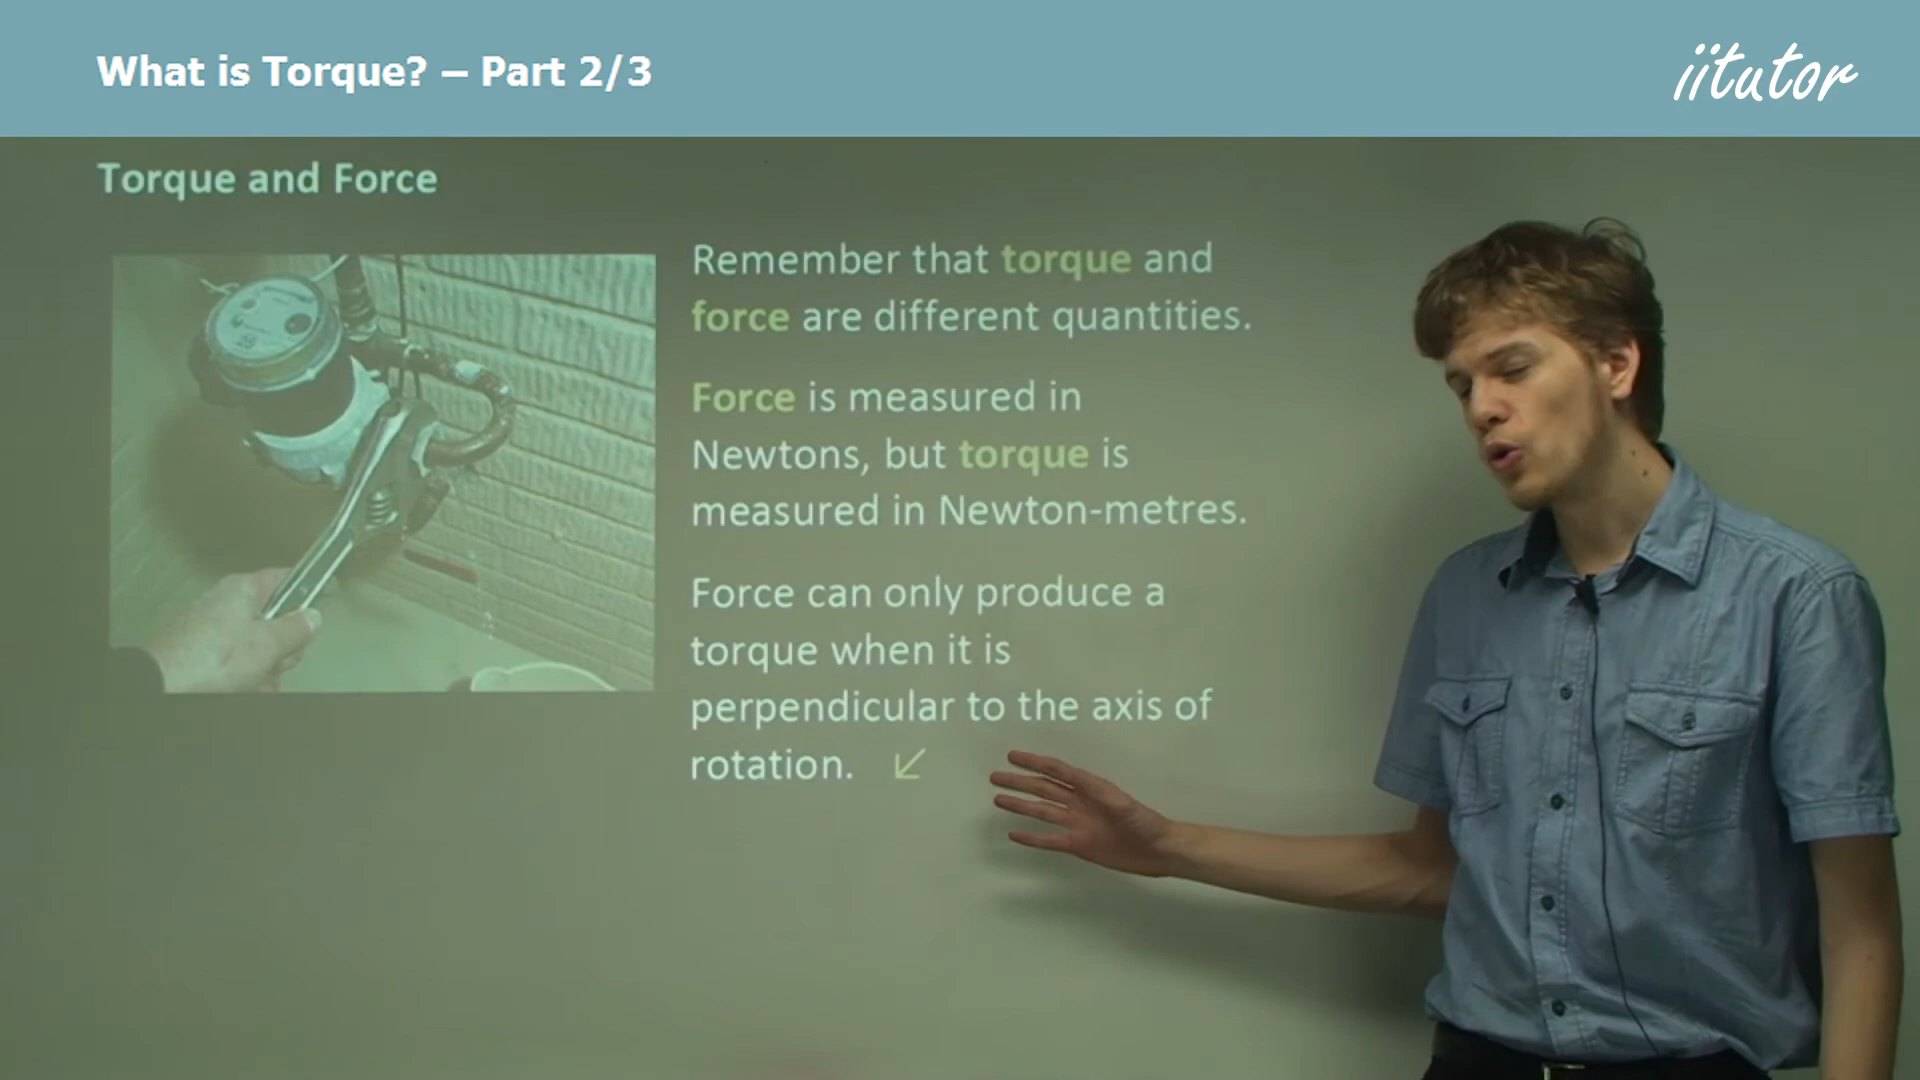 What is Torque? – Part 2/3
iitutor
Torque and Force
Remember that torque and
force are different quantities.
Force is measured in
Newtons, but torque is
measured in Newton-metres.
Force can only produce a
torque when it is
perpendicular to the axis of
rotation.